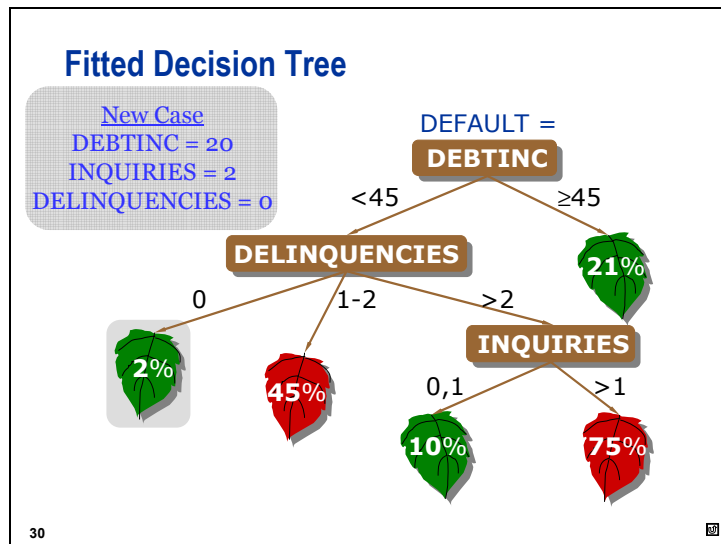 Fitted Decision Tree
New Case
DEBTINC = 20
INQUIRIES = 2
DELINQUENCIES = 0
DEFAULT =
DEBTINC
<45
≥45
DELINQUENCIES
21%
0
1-2
>2
INQUIRIES
2%
45%
0,1
>1
10%
75%
30